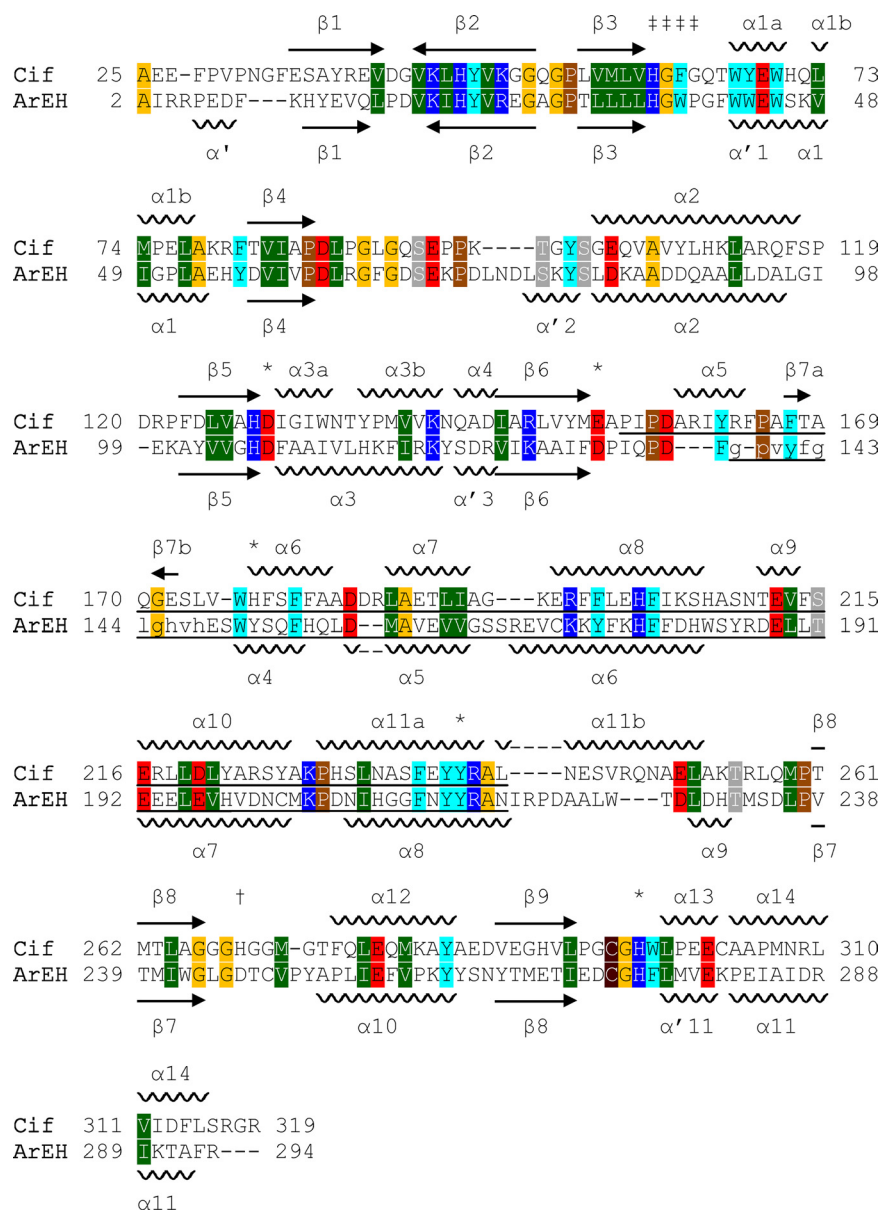 β1 β2 β3 ‡‡‡‡ α1a α1b
Cif 25 AEE-FPVPNGFESAYREVDGVKLHYVKGGQGPLVMLVHGFGQTWYEWHQL 73
ArEH 2 AIRRPEDF---KHYEVQLPDVKIHYVREGAGPTLLLLHGWPGFWWEWSKV 48
α' β1 β2 β3 α’1 α1
α1b β4 α2
Cif 74 MPELAKRFTVIAPDLPGLGQSEPPK----TGYSGEQVAVYLHKLARQFSP 119
ArEH 49 IGPLAEHYDVIVPDLRGFGDSEKPDLNDLSKYSLDKAADDQAALLDALGI 98
α1 β4 α’2 α2
β5 * α3a α3b α4 β6 * α5 β7a
Cif 120 DRPFDLVAHDIGIWNTYPMVVKNQADIARLVYMEAPIPDARIYRFPAFTA 169
ArEH 99 -EKAYVVGHDFAAIVLHKFIRKYSDRVIKAAIFDPIQPD---Fg-pvyfg 143
β5 α3 α’3 β6
β7b * α6 α7 α8 α9
Cif 170 QGESLV-WHFSFFAADDRLAETLIAG---KERFFLEHFIKSHASNTEVFS 215
ArEH 144 lghvhESWYSQFHQLD--MAVEVVGSSREVCKKYFKHFFDHWSYRDELLT 191
α4 α5 α6
α10 α11a * α11b β8
Cif 216 ERLLDLYARSYAKPHSLNASFEYYRAL----NESVRQNAELAKTRLQMPT 261
ArEH 192 EEELEVHVDNCMKPDNIHGGFNYYRANIRPDAALW---TDLDHTMSDLPV 238
α7 α8 α9 β7
β8 † α12 β9 * α13 α14
Cif 262 MTLAGGGHGGM-GTFQLEQMKAYAEDVEGHVLPGCGHWLPEECAAPMNRL 310
ArEH 239 TMIWGLGDTCVPYAPLIEFVPKYYSNYTMETIEDCGHFLMVEKPEIAIDR 288
β7 α10 β8 α’11 α11
α14
Cif 311 VIDFLSRGR 319
ArEH 289 IKTAFR--- 294
α11